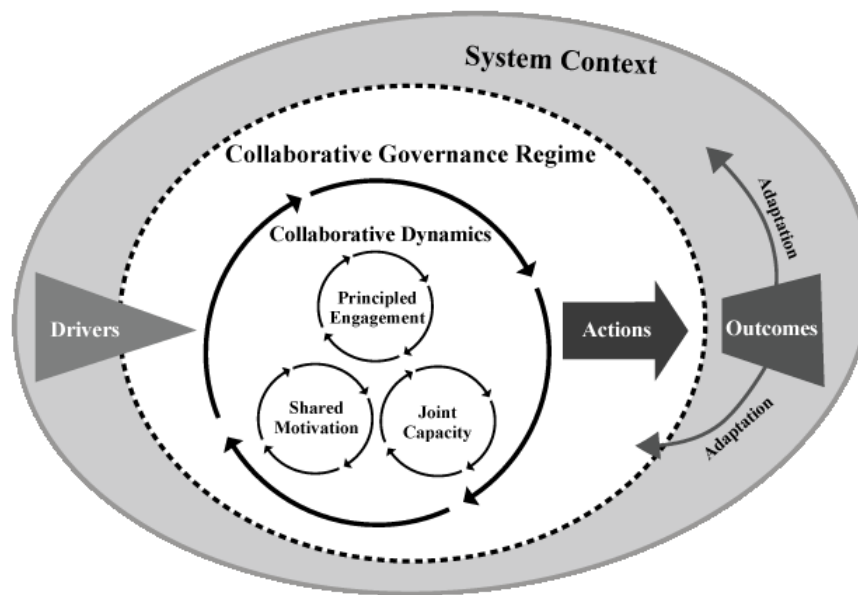 System Context
Collaborative Governance Regime
Collaborative Dynamics
Principled
Engagement
Shared
Motivation
Joint
Capacity
Drivers
Actions
Outcomes
Adaptation
Adaptation